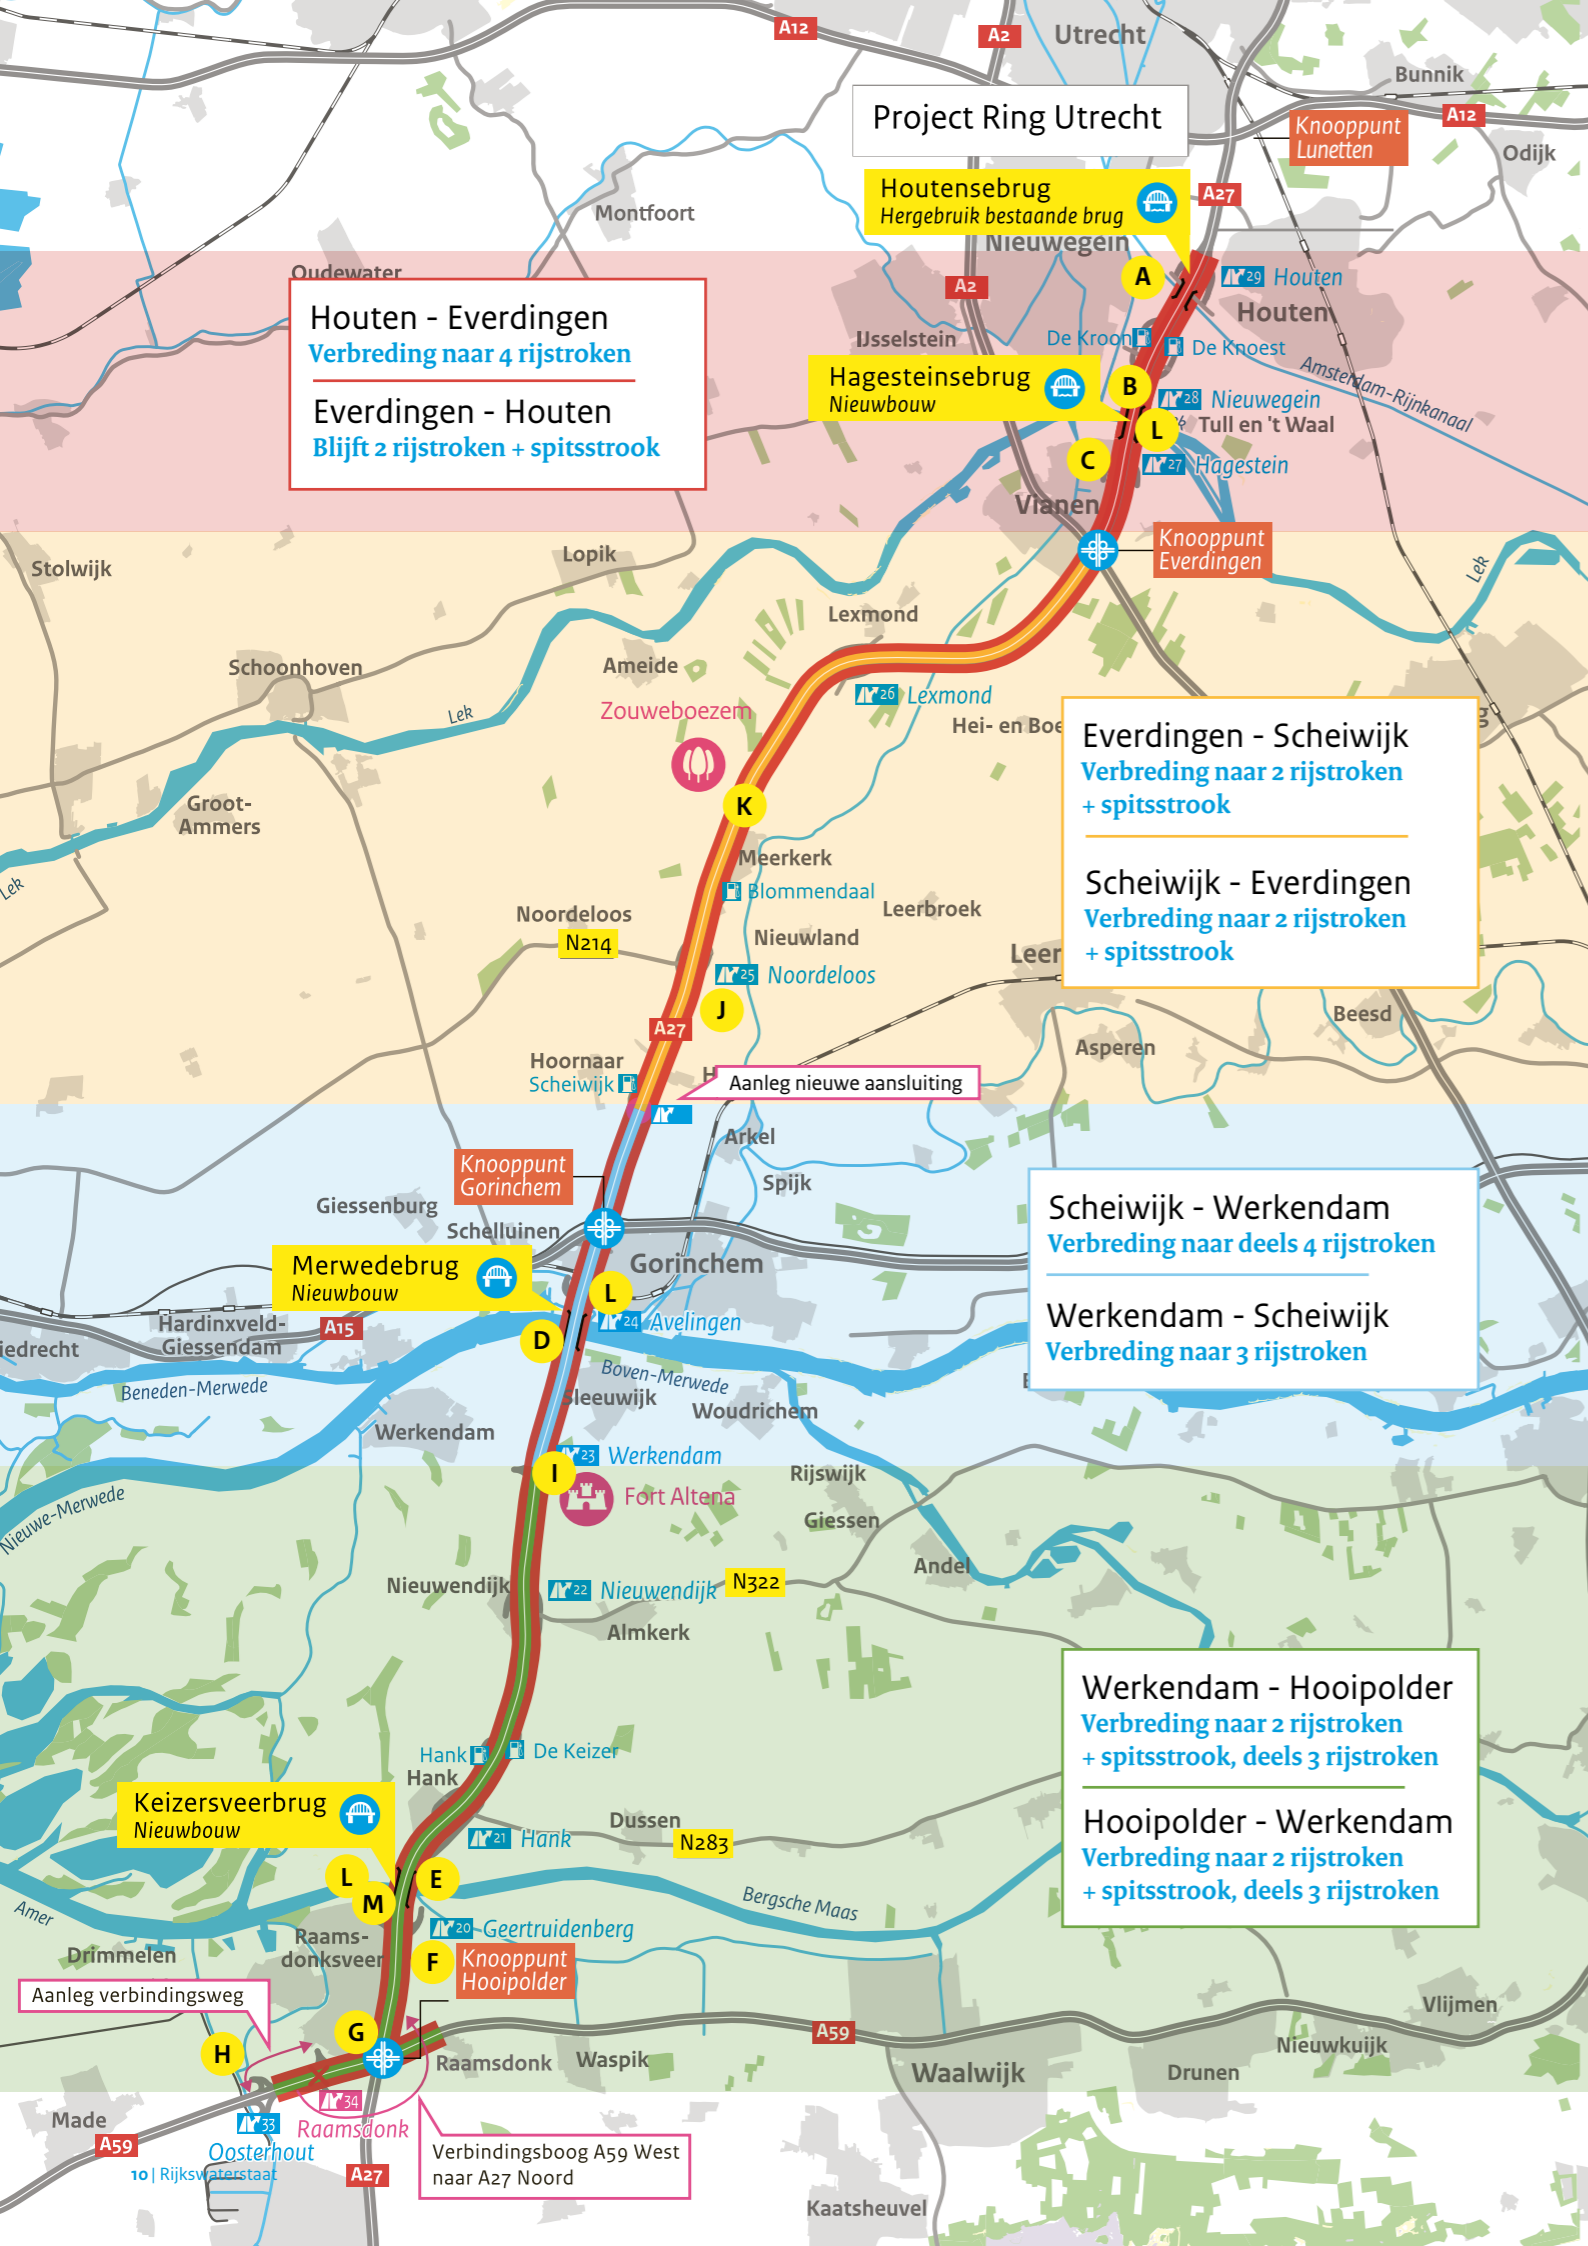 A12
A2
Utrecht
Bunnik
Project Ring Utrecht
A12
Knooppunt
Lunetten
Odijk
Houtensebrug
Hergebruik bestaande brug
A27
Montfoort
Nieuwegein
Oudewater
A
29 Houten
A2
Houten
Houten - Everdingen
Verbreding naar 4 rijstroken
Everdingen - Houten
Blijft 2 rijstroken + spitsstrook
IJsselstein
De Kroon
De Knoest
Amsterdam-Rijnkanaal
Hagesteinsebrug
Nieuwbouw
B
28 Nieuwegein
L
Tull en 't Waal
C
27 Hagestein
Vianen
Knooppunt
Everdingen
Lopik
Stolwijk
Lek
Lexmond
Schoonhoven
Ameide
26 Lexmond
Zouweboezem
Lek
Hei- en Boe
Everdingen - Scheiwijk
Verbreding naar 2 rijstroken
+ spitsstrook
Scheiwijk - Everdingen
Verbreding naar 2 rijstroken
+ spitsstrook
g
K
Groot-
Ammers
Meerkerk
Lek
Blommendaal
Noordeloos
N214
Leerbroek
Nieuwland
Leer
25 Noordeloos
J
A27
Beesd
Asperen
Hoornaar
Scheiwijk
H
Aanleg nieuwe aansluiting
Arkel
Knooppunt
Gorinchem
Spijk
Giessenburg
Schelluinen
Scheiwijk - Werkendam
Verbreding naar deels 4 rijstroken
Werkendam - Scheiwijk
Verbreding naar 3 rijstroken
Gorinchem
Merwedebrug
Nieuwbouw
L
24 Avelingen
Hardinxveld-
Giessendam
A15
D
iedrecht
Beneden-Merwede
Boven-Merwede
Sleeuwijk
Woudrichem
Werkendam
23 Werkendam
I
Rijswijk
Fort Altena
Nieuwe-Merwede
Giessen
Andel
Nieuwendijk
22 Nieuwendijk
N322
Almkerk
Werkendam - Hooipolder
Verbreding naar 2 rijstroken
+ spitsstrook, deels 3 rijstroken
Hooipolder - Werkendam
Verbreding naar 2 rijstroken
+ spitsstrook, deels 3 rijstroken
Hank
De Keizer
Hank
Keizersveerbrug
Nieuwbouw
Dussen
21 Hank
N283
L
M
E
Bergsche Maas
Amer
20 Geertruidenberg
Raams-
donksveer
Drimmelen
F
Knooppunt
Hooipolder
Aanleg verbindingsweg
Vlijmen
G
A59
H
Raamsdonk
Waspik
Nieuwkuijk
Waalwijk
Drunen
34
Raamsdonk
Made
33
Oosterhout
A59
Verbindingsboog A59 West
naar A27 Noord
10 | Rijkswaterstaat
A27
Kaatsheuvel